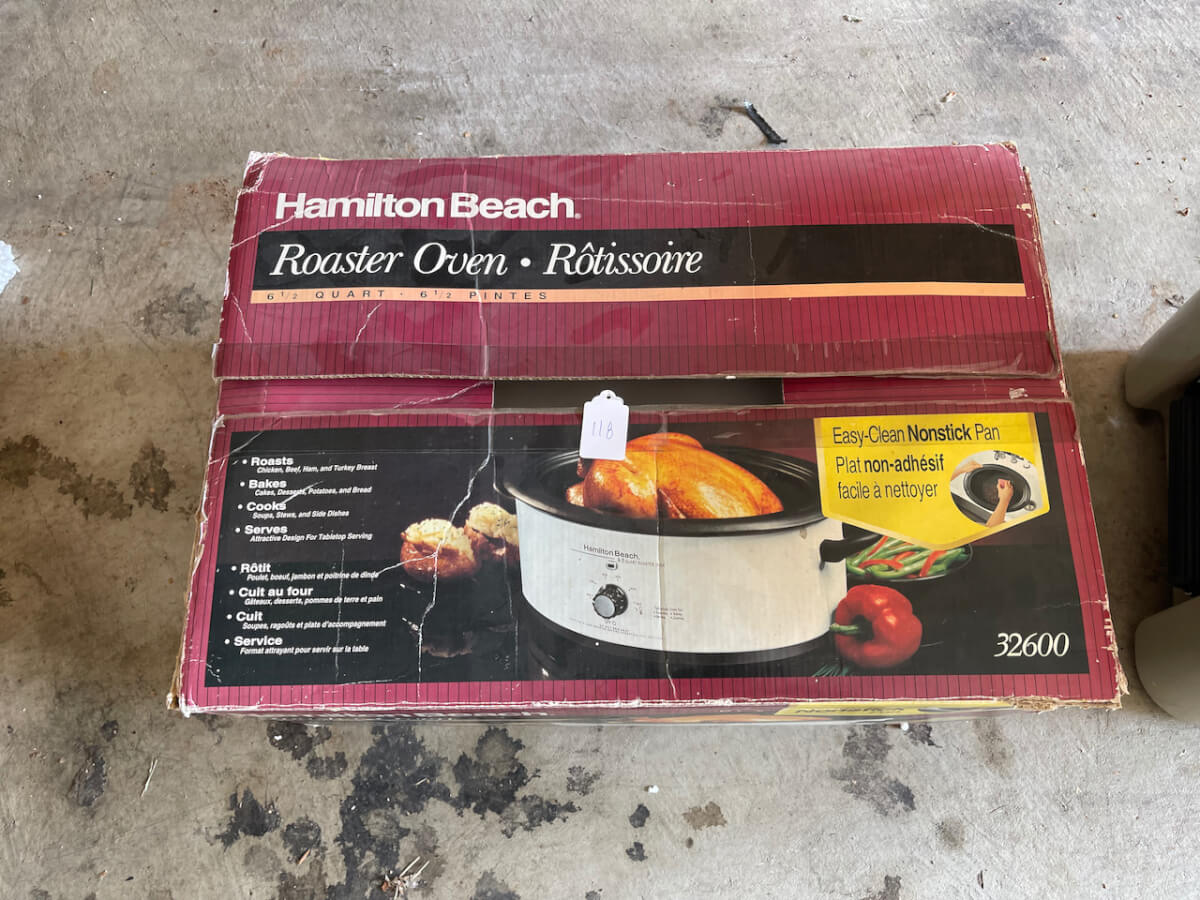 Hamilton Beach®
Roaster Oven • Rôtissoire
6 1/2 QUART · 6 1/2 PINTES
118
Easy-Clean Nonstick Pan
Plat non-adhésif
facile à nettoyer
• Roasts
Chicken, Beef, Ham, and Turkey Breast
• Bakes
Cakes, Desserts, Potatoes, and Bread
• Cooks
Soups, Stews, and Side Dishes
• Serves
Attractive Design For Tabletop Serving
• Rôtit
Poulet, boeuf, jambon et poitrine de dinde
• Cuit au four
Gâteaux, desserts, pommes de terre et pain
• Cuit
Soupes, ragoûts et plats d'accompagnement
• Service
Format attrayant pour servir sur la table
Hamilton Beach.
32600